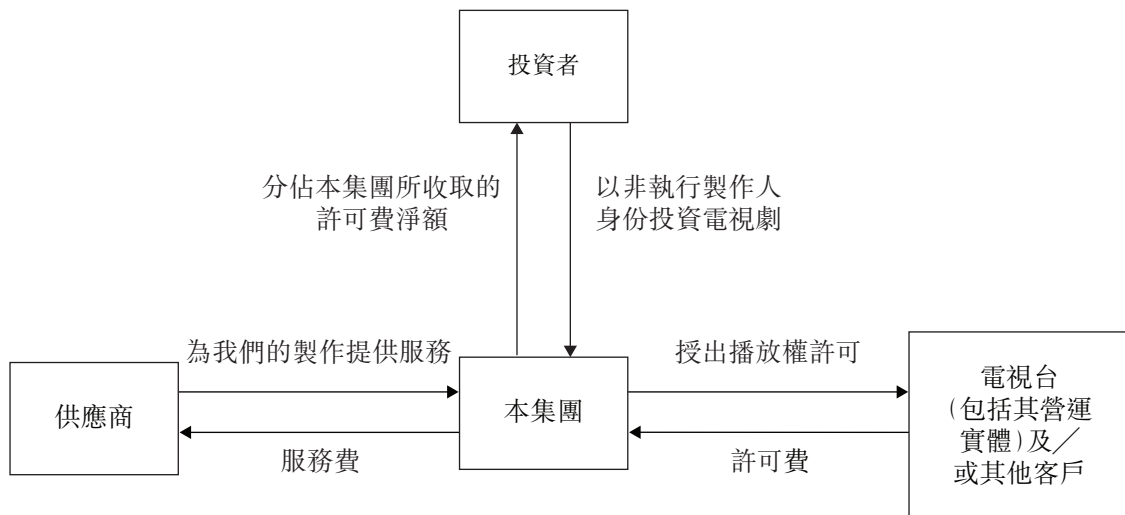 投資者
分佔本集團所收取的
許可費淨額
以非執行製作人
身份投資電視劇
為我們的製作提供服務
授出播放權許可
供應商
本集團
電視台
(包括其營運
實體)及╱
或其他客戶
服務費
許可費